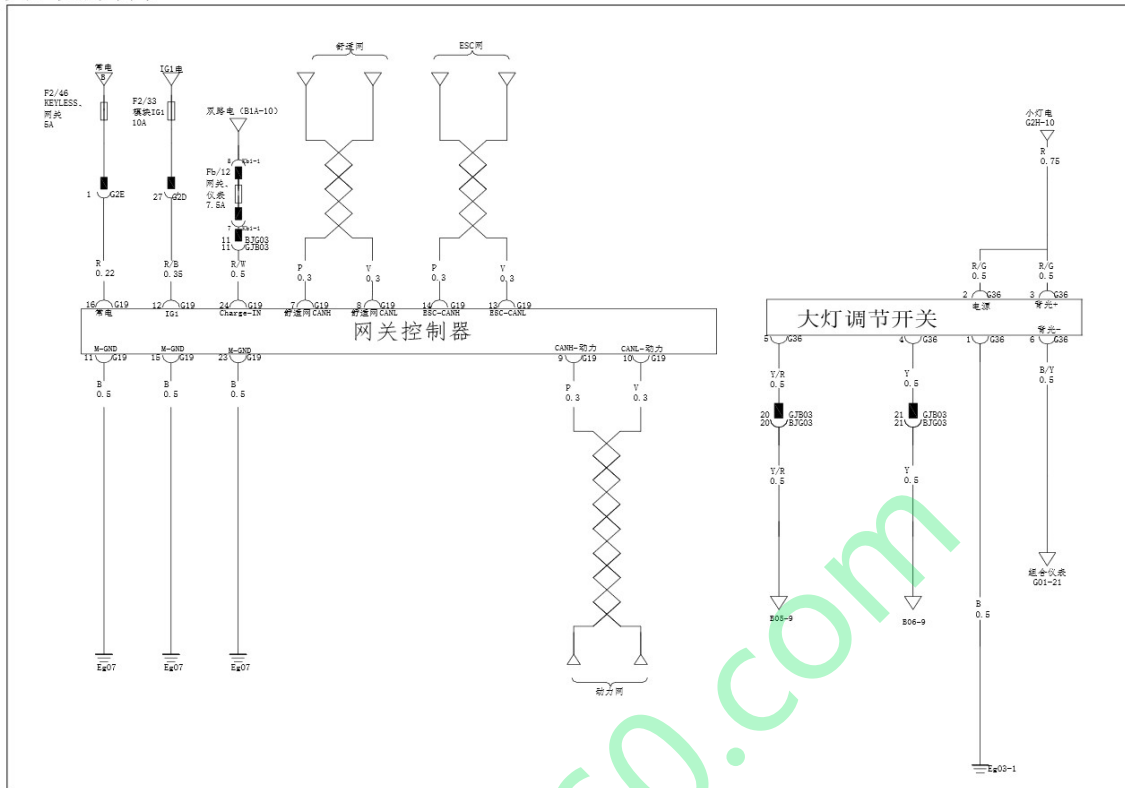 常电
B
F2/46
KEYLESS、
网关
5A
1 G2E
R
0.22
IG1电
F2/33
模块IG1
10A
27 G2D
R/B
0.35
双路电 (B1A-10)
Fb/12
网关、
仪表
7.5A
11 BJG03
11 GJB03
R/W
0.5
舒适网
P
0.3
V
0.3
ESC网
P
0.3
V
0.3
16 G19
常电
12 G19
IG1
24 G19
Charge-IN
7 G19
舒适网CANH
8 G19
舒适网CANL
14 G19
ESC-CANH
13 G19
ESC-CANL
网关控制器
M-GND
11 G19
M-GND
15 G19
M-GND
23 G19
CANH-动力
9 G19
CANL-动力
10 G19
B
0.5
B
0.5
B
0.5
P
0.3
V
0.3
Eg07
Eg07
Eg07
动力网
小灯电
G2H-10
R
0.75
R/G
0.5
R/G
0.5
2 G36
电源
3 G36
背光+
大灯调节开关
背光-
5 G36
4 G36
1 G36
6 G36
Y/R
0.5
Y
0.5
B/Y
0.5
20 GJB03
20 BJG03
21 GJB03
21 BJG03
Y/R
0.5
Y
0.5
B05-9
B06-9
B
0.5
组合仪表
G01-21
Eg03-1
60.com